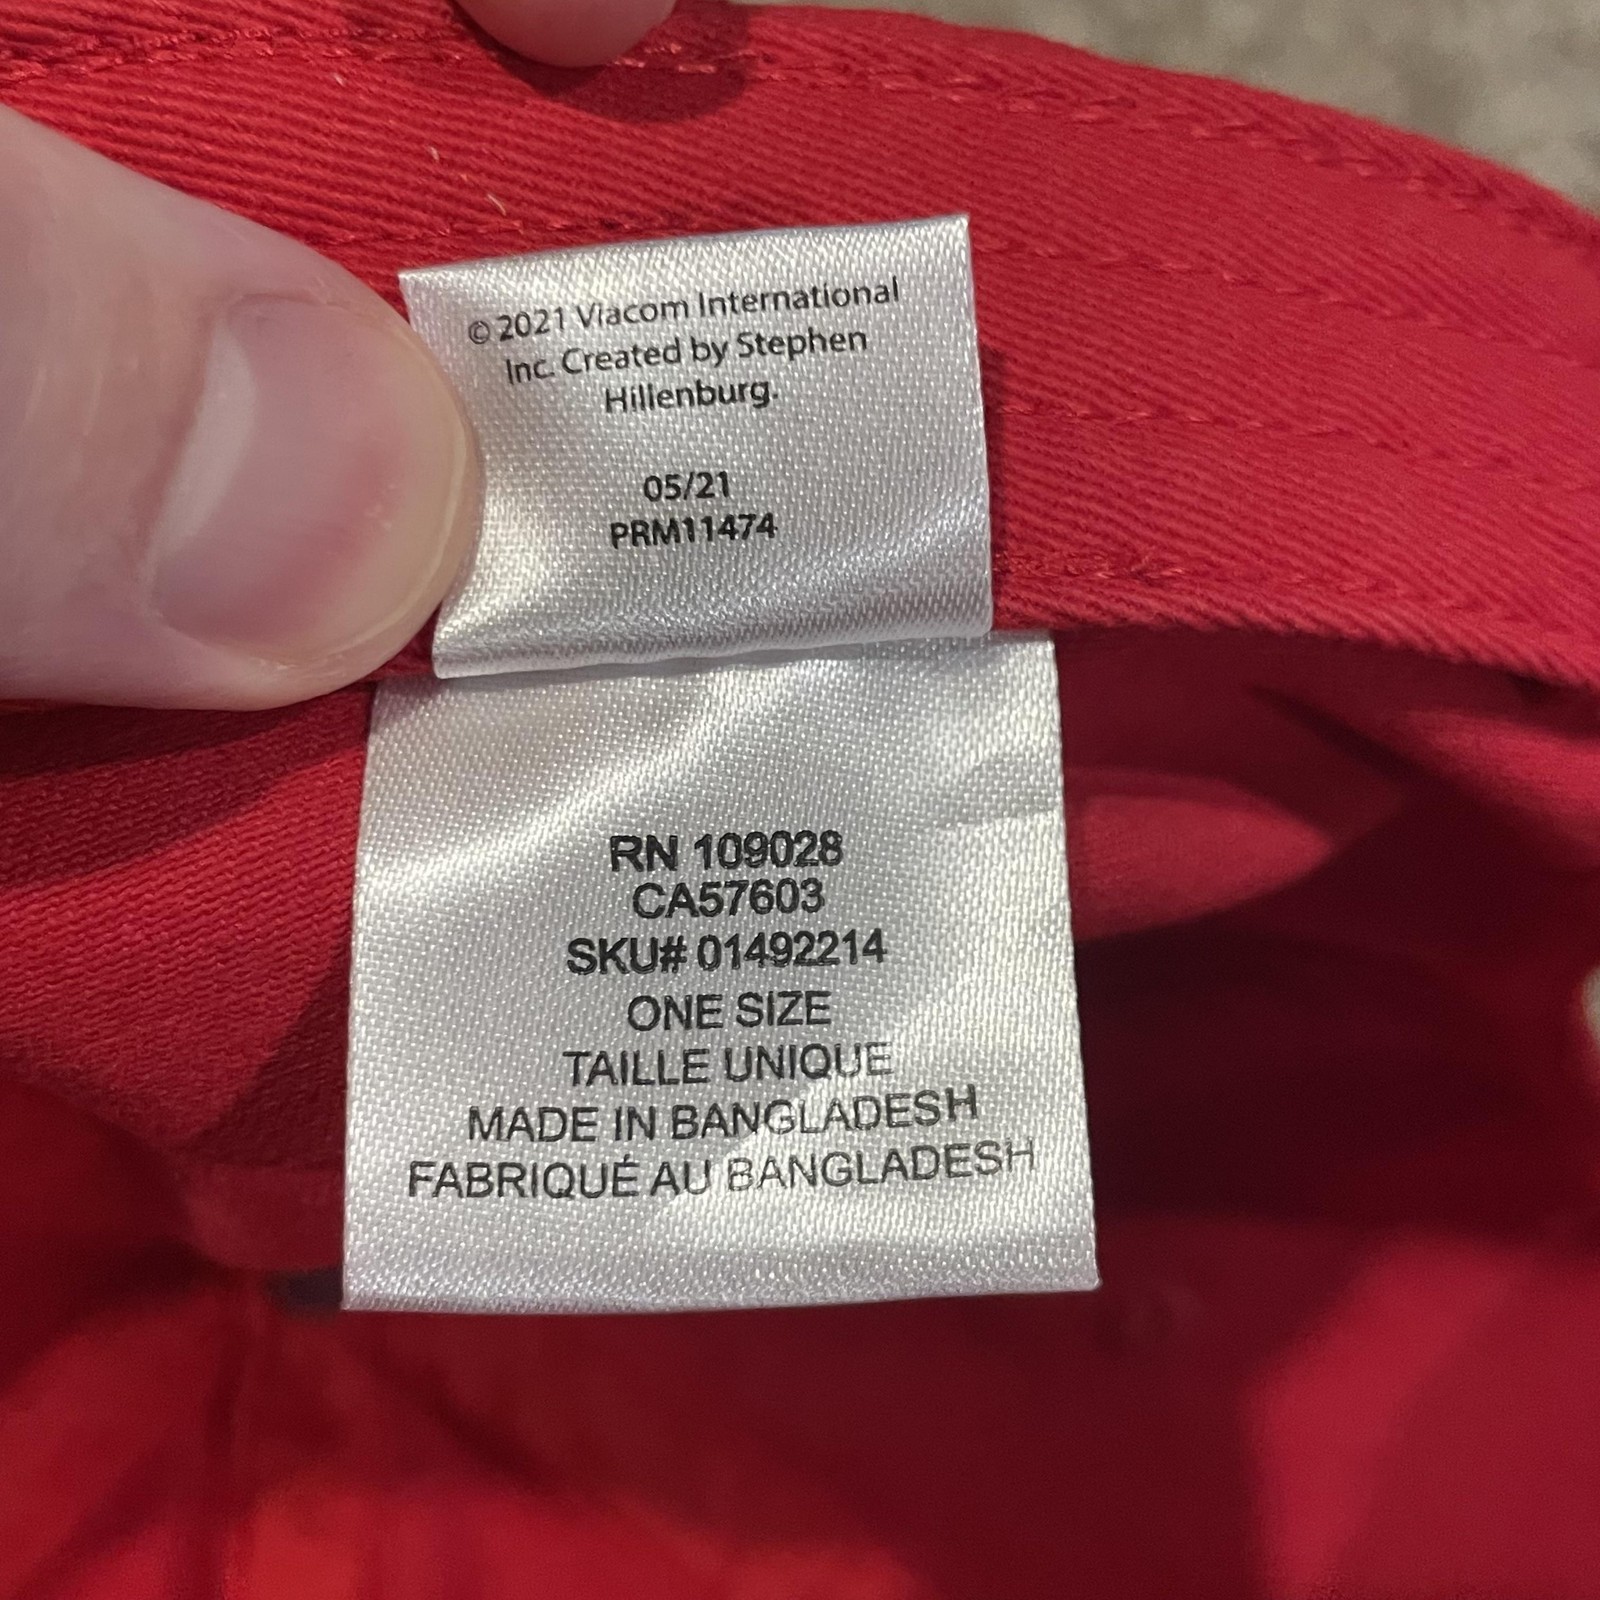 © 2021 Viacom International
Inc. Created by Stephen
Hillenburg.
05/21
PRM11474
RN 109028
CA57603
SKU# 01492214
ONE SIZE
TAILLE UNIQUE
MADE IN BANGLADESH
FABRIQUÉ AU BANGLADESH